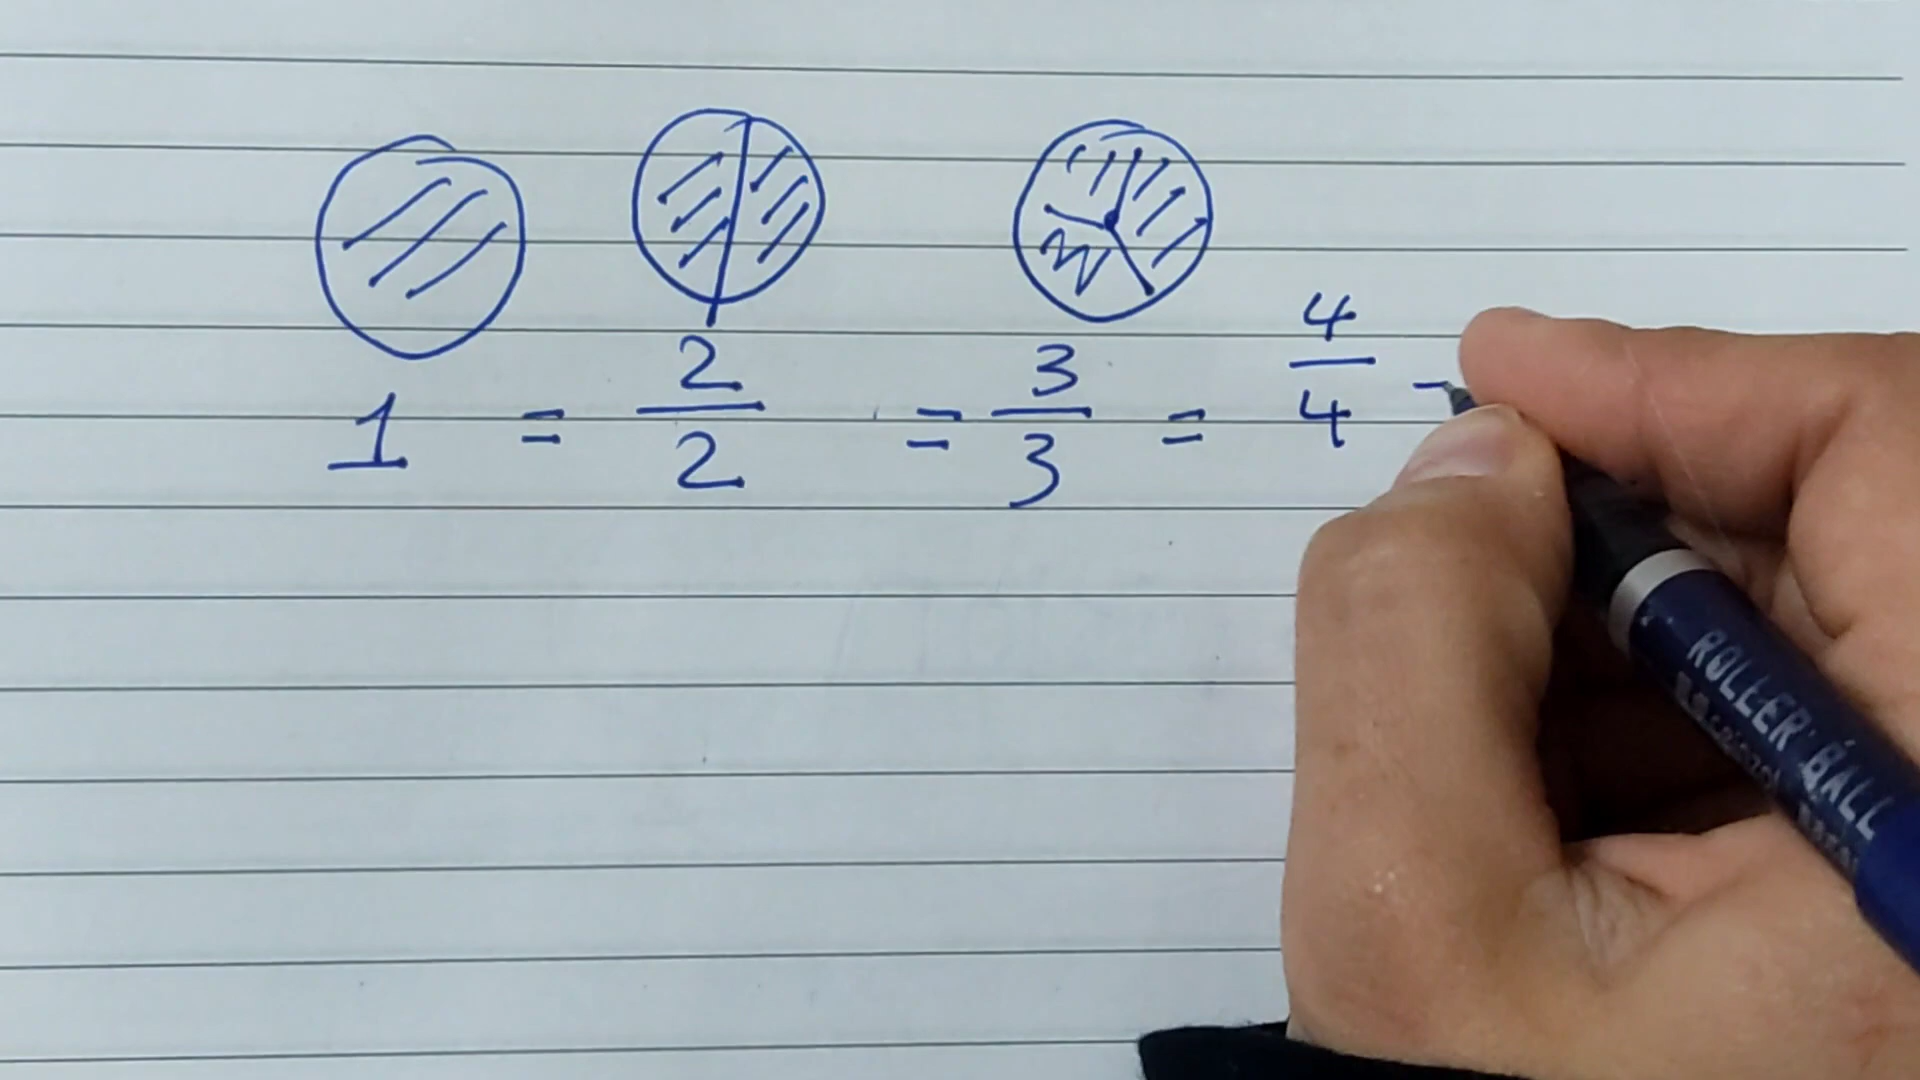 1 = 2/2 = 3/3 = 4/4 -
ROLLER BALL